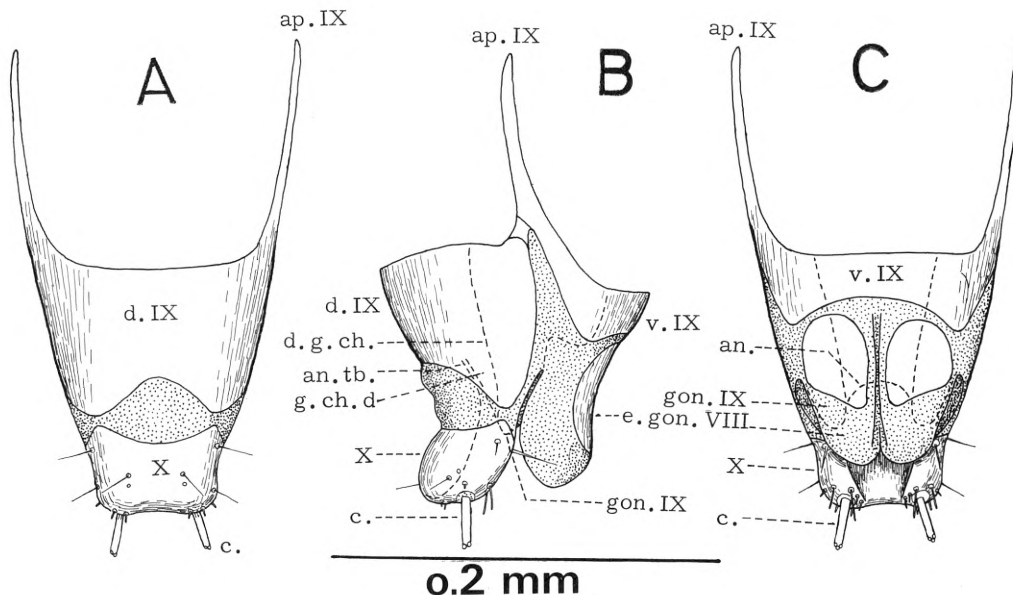 ap. IX
A
d. IX
X
c.
ap. IX
B
d. IX
d. g. ch.
an. tb.
g. ch. d
X
c.
v. IX
e. gon. VIII
gon. IX
ap. IX
C
v. IX
an.
gon. IX
X
c.
0.2 mm